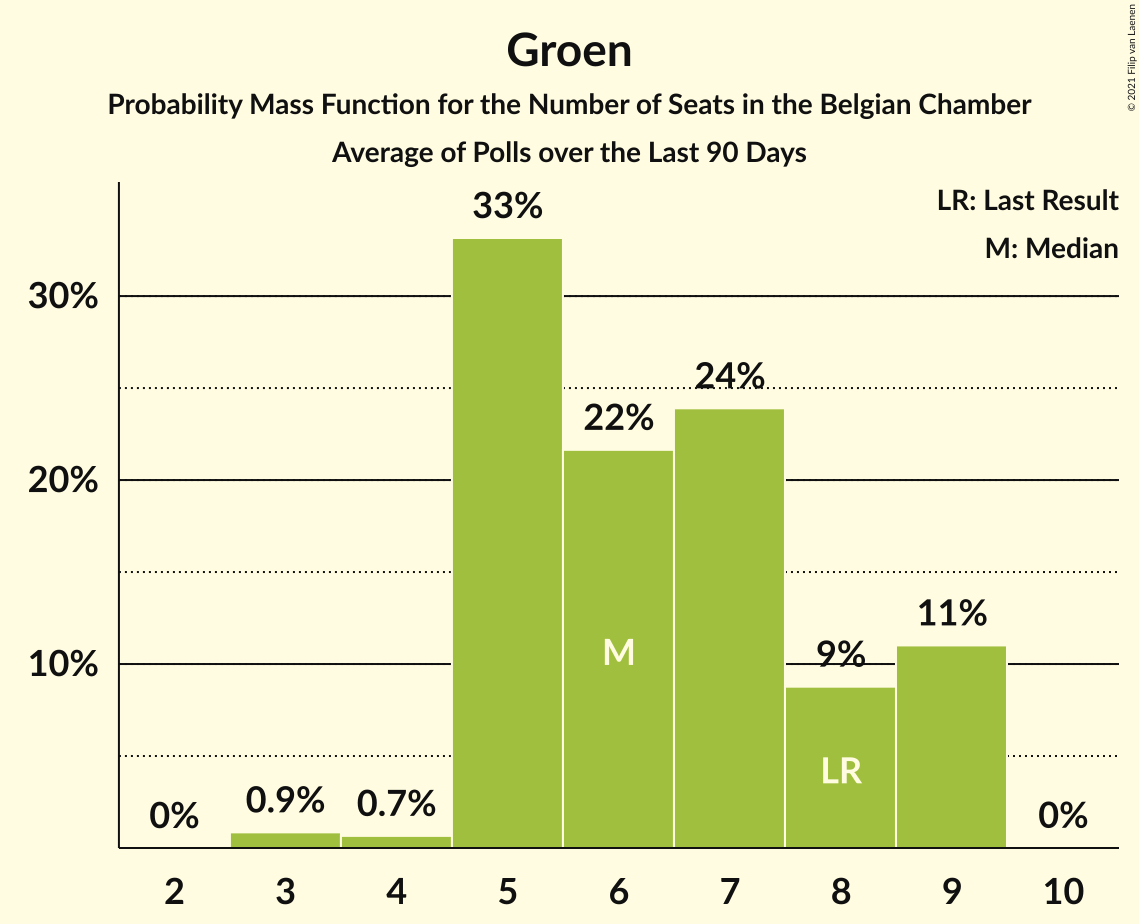 Groen
Probability Mass Function for the Number of Seats in the Belgian Chamber
Average of Polls over the Last 90 Days
© 2021 Filip van Laenen
LR: Last Result
M: Median
33%
30%
24%
22%
20%
11%
10%
9%
M
LR
0%
0.9%
0.7%
0%
2 3 4 5 6 7 8 9 10